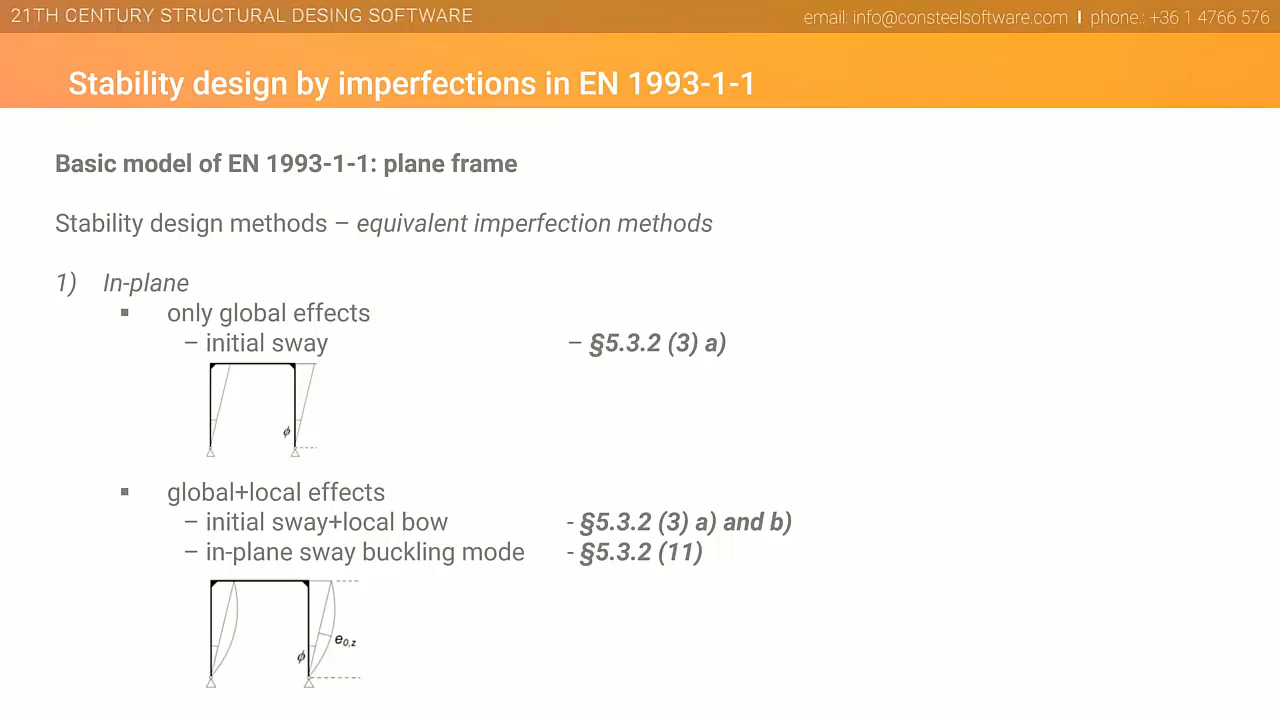 21TH CENTURY STRUCTURAL DESING SOFTWARE
email: info@consteelsoftware.com I phone.: +36 1 4766 576
Stability design by imperfections in EN 1993-1-1
Basic model of EN 1993-1-1: plane frame
Stability design methods – equivalent imperfection methods
1) In-plane
▪ only global effects
– initial sway – §5.3.2 (3) a)
ϕ
▪ global+local effects
– initial sway+local bow - §5.3.2 (3) a) and b)
– in-plane sway buckling mode - §5.3.2 (11)
e0,z
ϕ